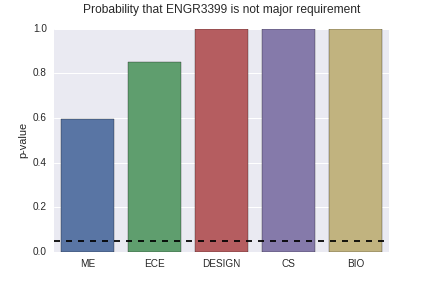 Probability that ENGR3399 is not major requirement
1.0
0.8
0.6
0.4
0.2
0.0
p-value
ME ECE DESIGN CS BIO